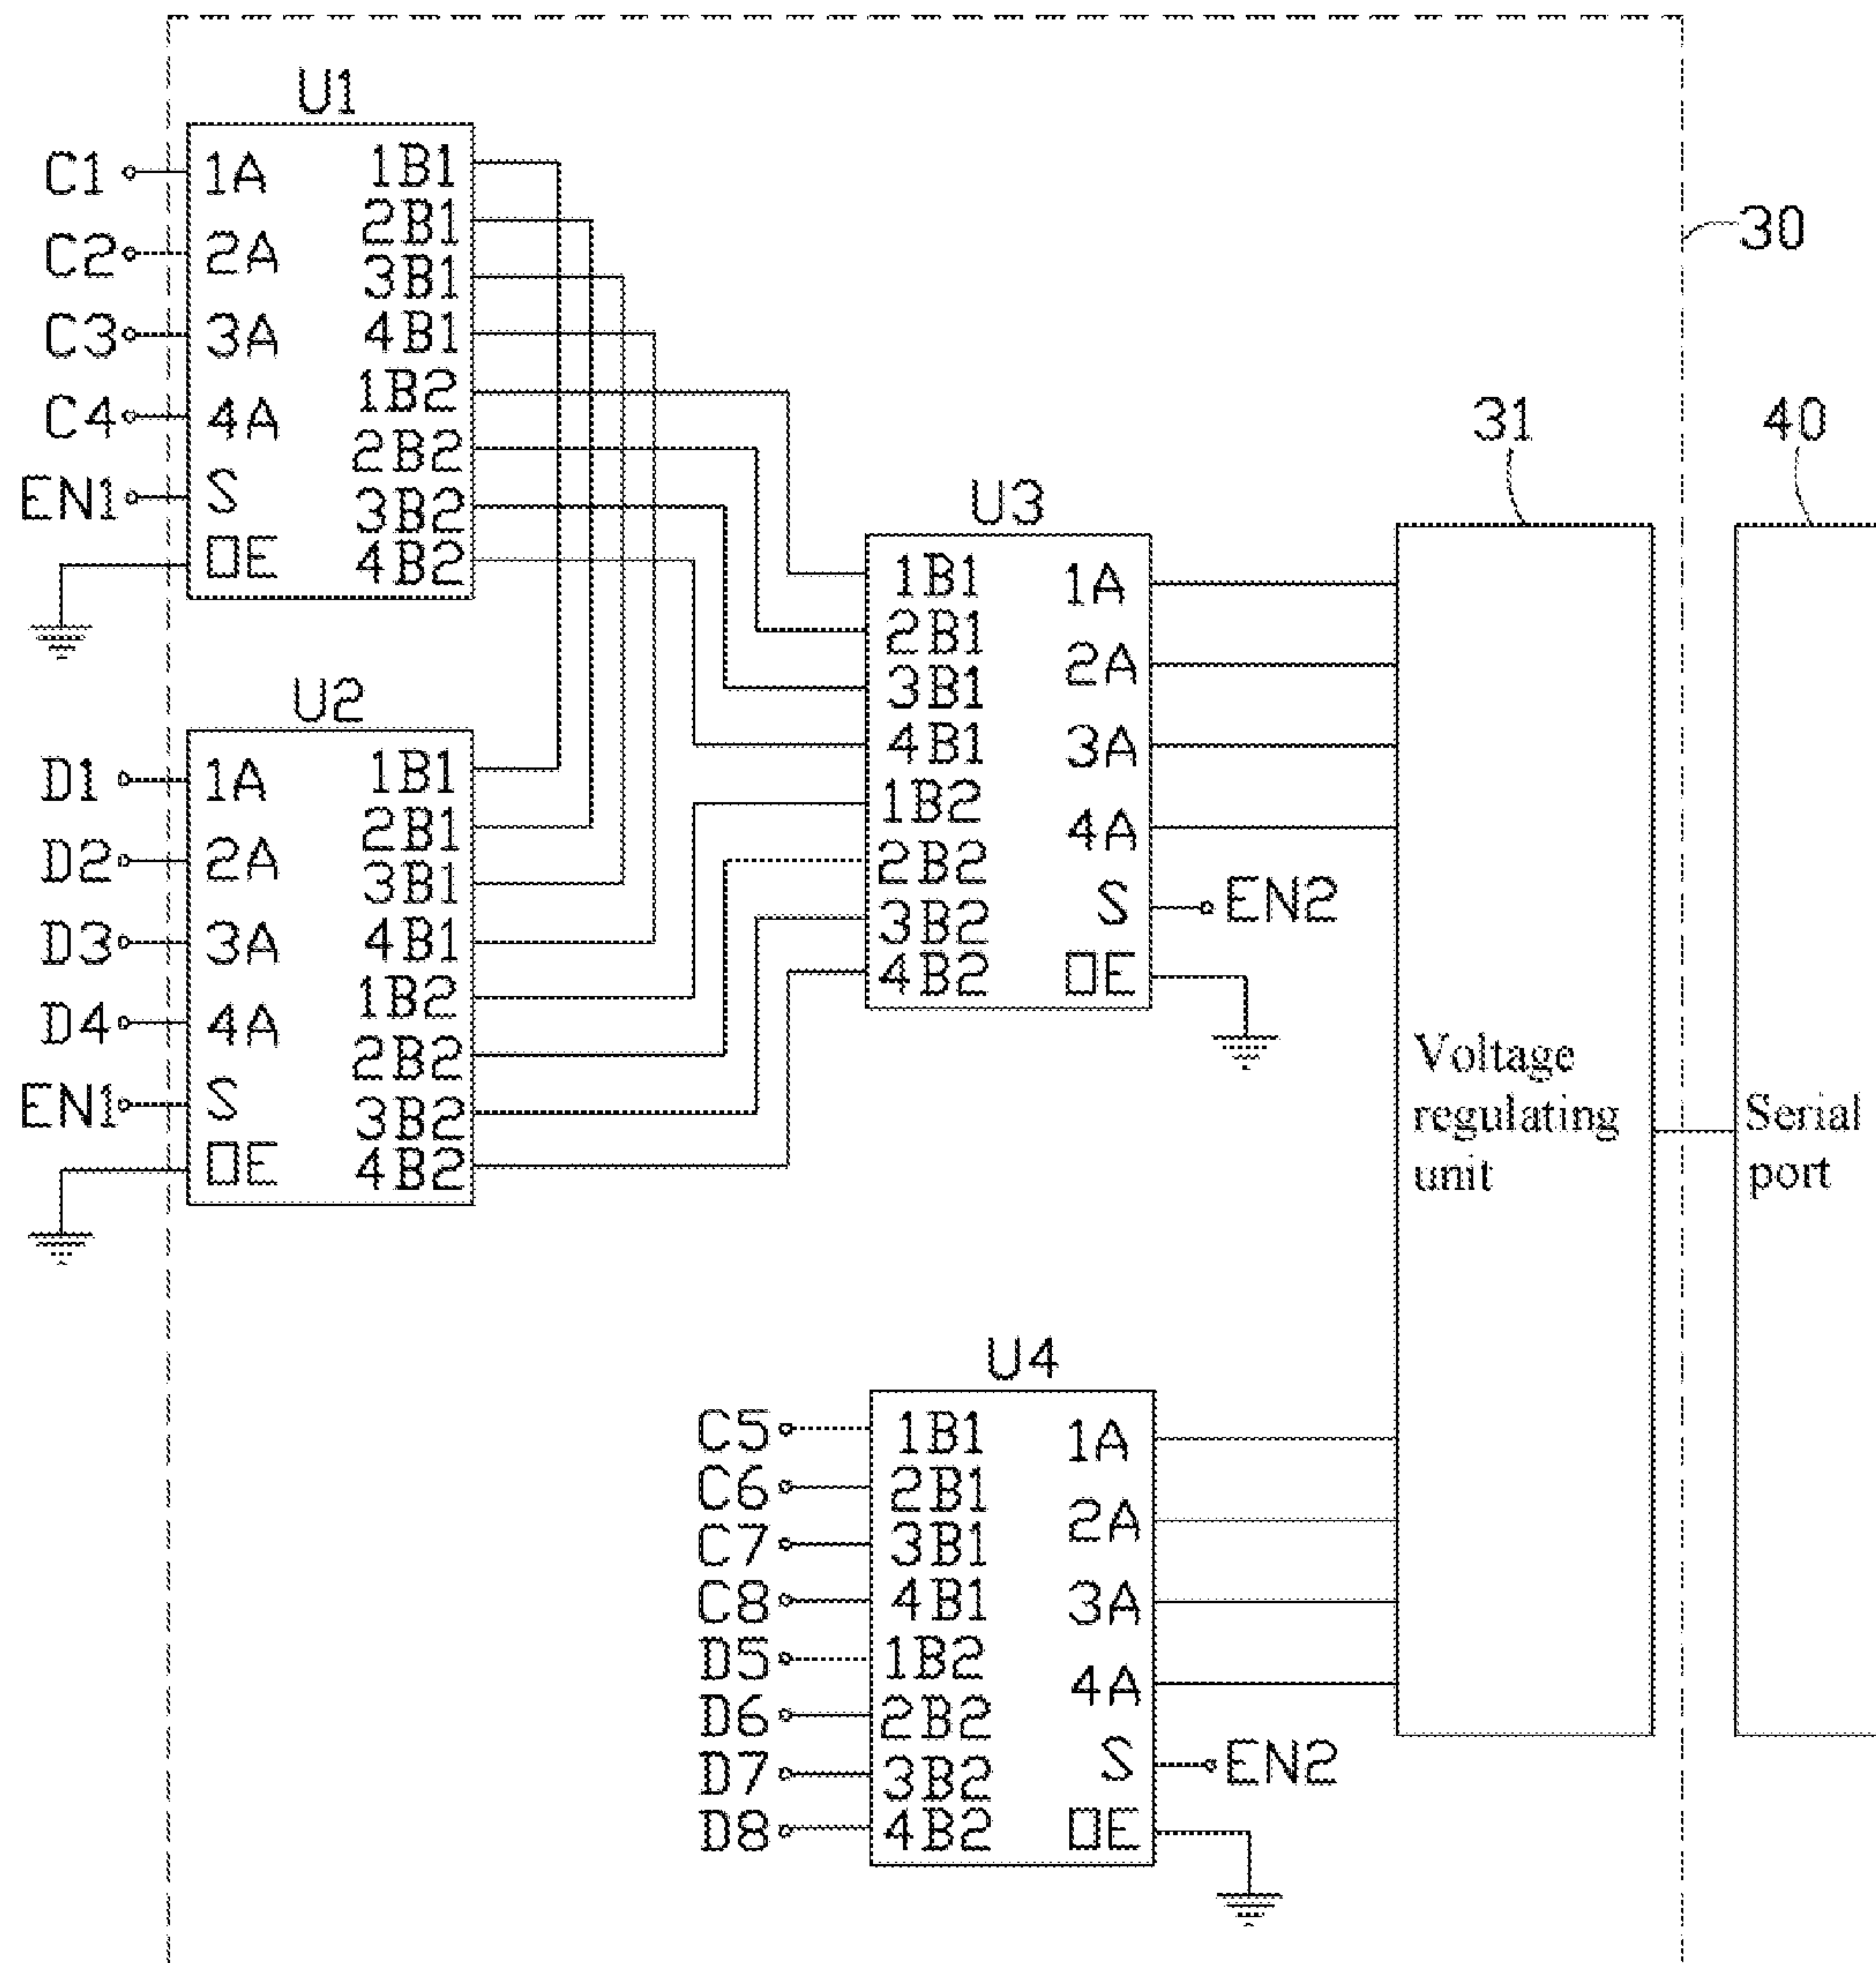 U1
C1 1A 1B1
C2 2A 2B1
C3 3A 3B1
C4 4A 4B1
EN1 S 1B2
OE 2B2
3B2
4B2
30
U2
D1 1A 1B1
D2 2A 2B1
D3 3A 3B1
D4 4A 4B1
EN1 S 1B2
OE 2B2
3B2
4B2
U3
1B1 1A
2B1 2A
3B1 3A
4B1 4A
1B2 S EN2
2B2 OE
3B2
4B2
31
Voltage
regulating
unit
40
Serial
port
U4
C5 1B1 1A
C6 2B1 2A
C7 3B1 3A
C8 4B1 4A
D5 1B2 S EN2
D6 2B2 OE
D7 3B2
D8 4B2